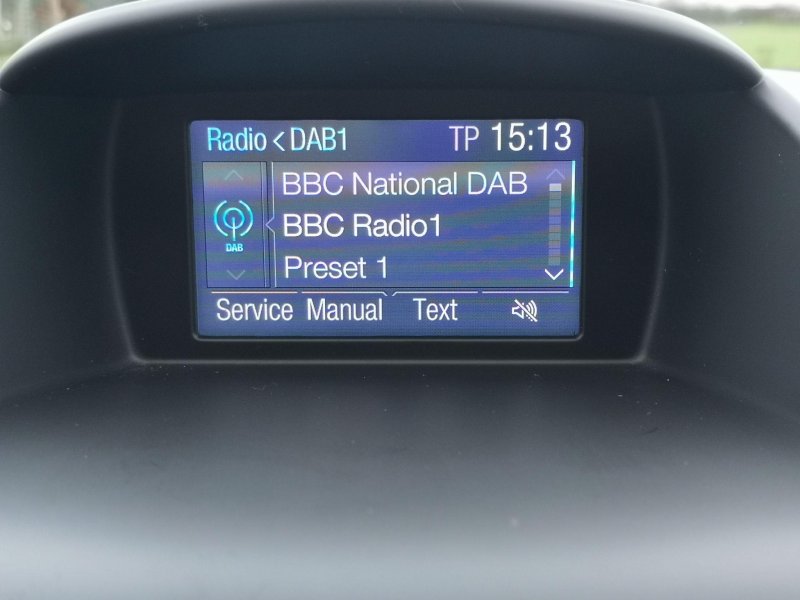 Radio < DAB1 TP 15:13
BBC National DAB
BBC Radio1
DAB
Preset 1
Service Manual Text